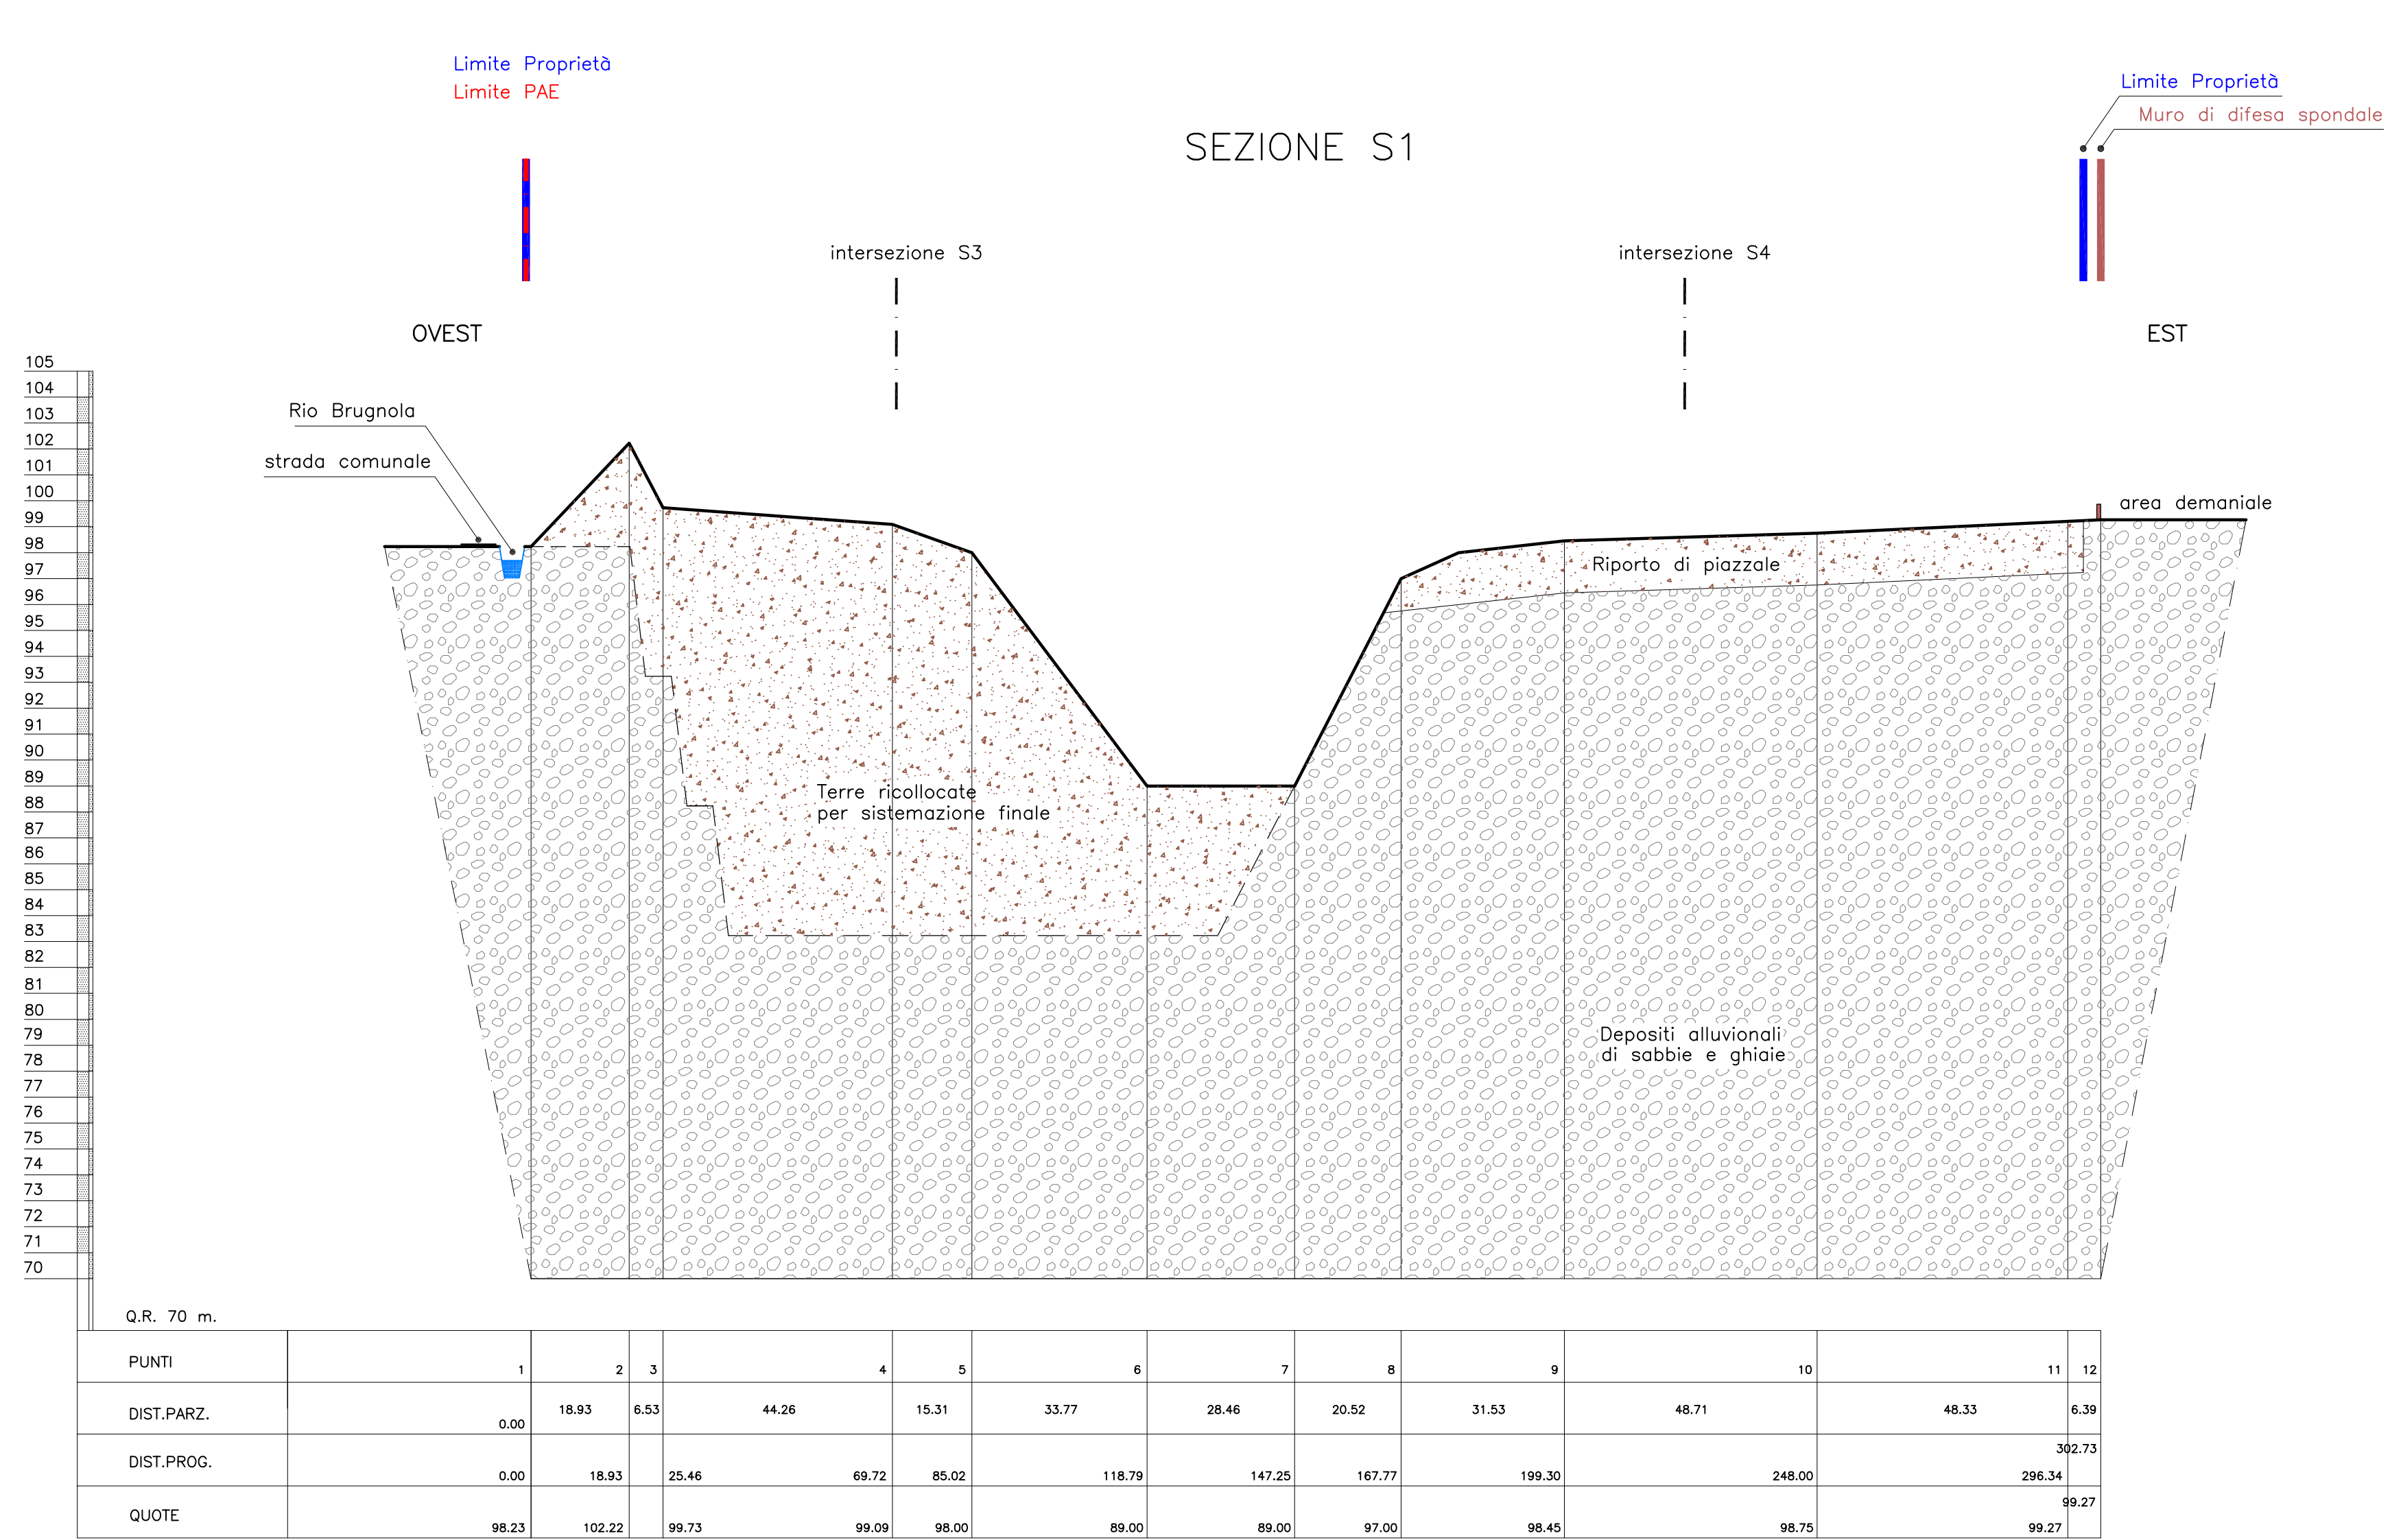 Limite Proprietà
Limite PAE
Limite Proprietà
Muro di difesa spondale
SEZIONE S1
intersezione S3
intersezione S4
OVEST
EST
105
104
103
102
101
100
99
98
97
96
95
94
93
92
91
90
89
88
87
86
85
84
83
82
81
80
79
78
77
76
75
74
73
72
71
70
Rio Brugnola
strada comunale
area demaniale
Riporto di piazzale
Terre ricollocate
per sistemazione finale
Depositi alluvionali
di sabbie e ghiaie
Q.R. 70 m.
PUNTI 1 2 3 4 5 6 7 8 9 10 11 12
DIST.PARZ. 0.00 18.93 6.53 44.26 15.31 33.77 28.46 20.52 31.53 48.71 48.33 6.39
DIST.PROG. 0.00 18.93 25.46 69.72 85.02 118.79 147.25 167.77 199.30 248.00 296.34 302.73
QUOTE 98.23 102.22 99.73 99.09 98.00 89.00 89.00 97.00 98.45 98.75 99.27 99.27